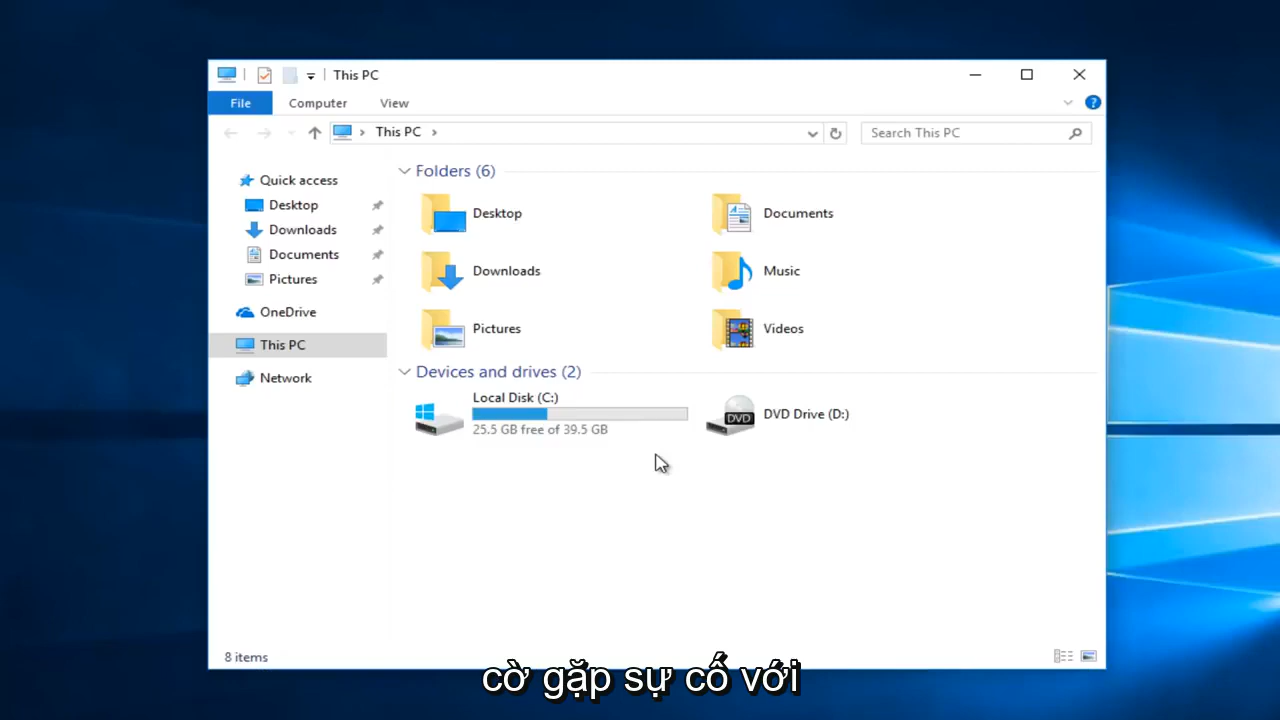 This PC
File
Computer
View
This PC
Search This PC
Quick access
Desktop
Downloads
Documents
Pictures
OneDrive
This PC
Network
Folders (6)
Desktop
Documents
Downloads
Music
Pictures
Videos
Devices and drives (2)
Local Disk (C:)
25.5 GB free of 39.5 GB
DVD
DVD Drive (D:)
8 items
cờ gặp sự cố với